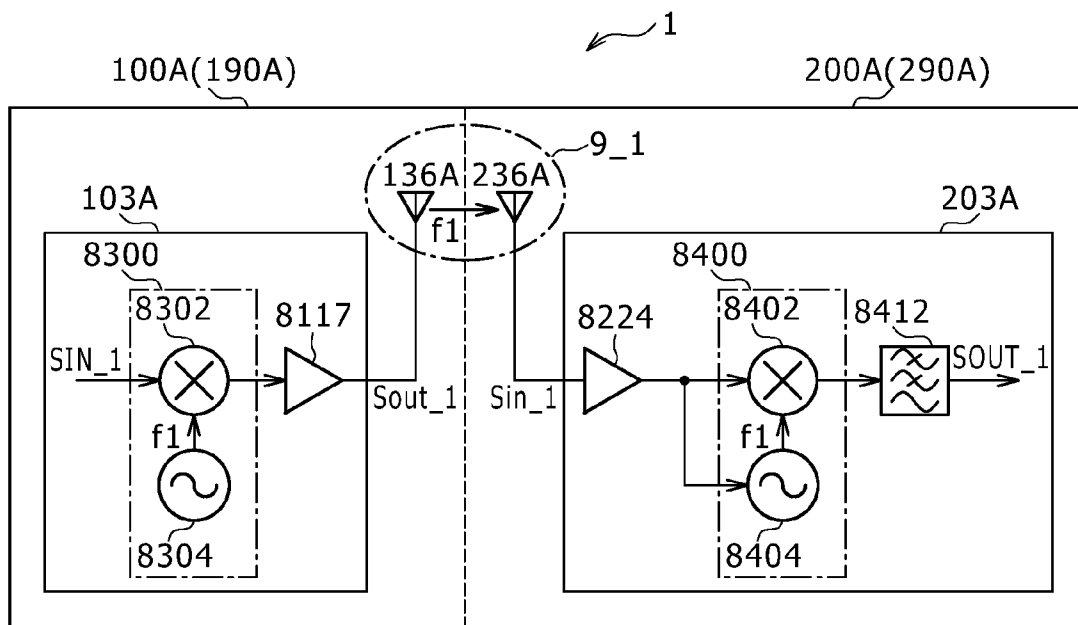 1
100A(190A)
200A(290A)
9_1
136A 236A
f1
103A
203A
8300
8302
8117
SIN_1
f1
8304
Sout_1
Sin_1
8224
8400
8402
8412
SOUT_1
f1
8404